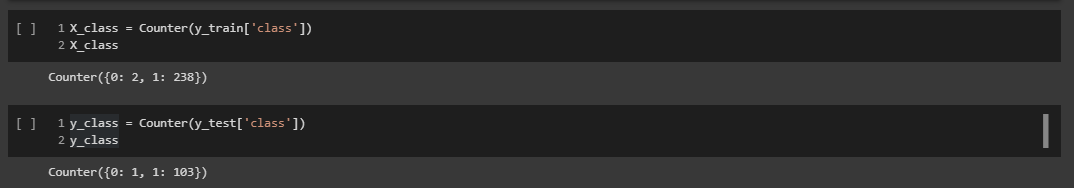 [ ] 1 X_class = Counter(y_train['class'])
2 X_class
Counter({0: 2, 1: 238})
[ ] 1 y_class = Counter(y_test['class'])
2 y_class
Counter({0: 1, 1: 103})